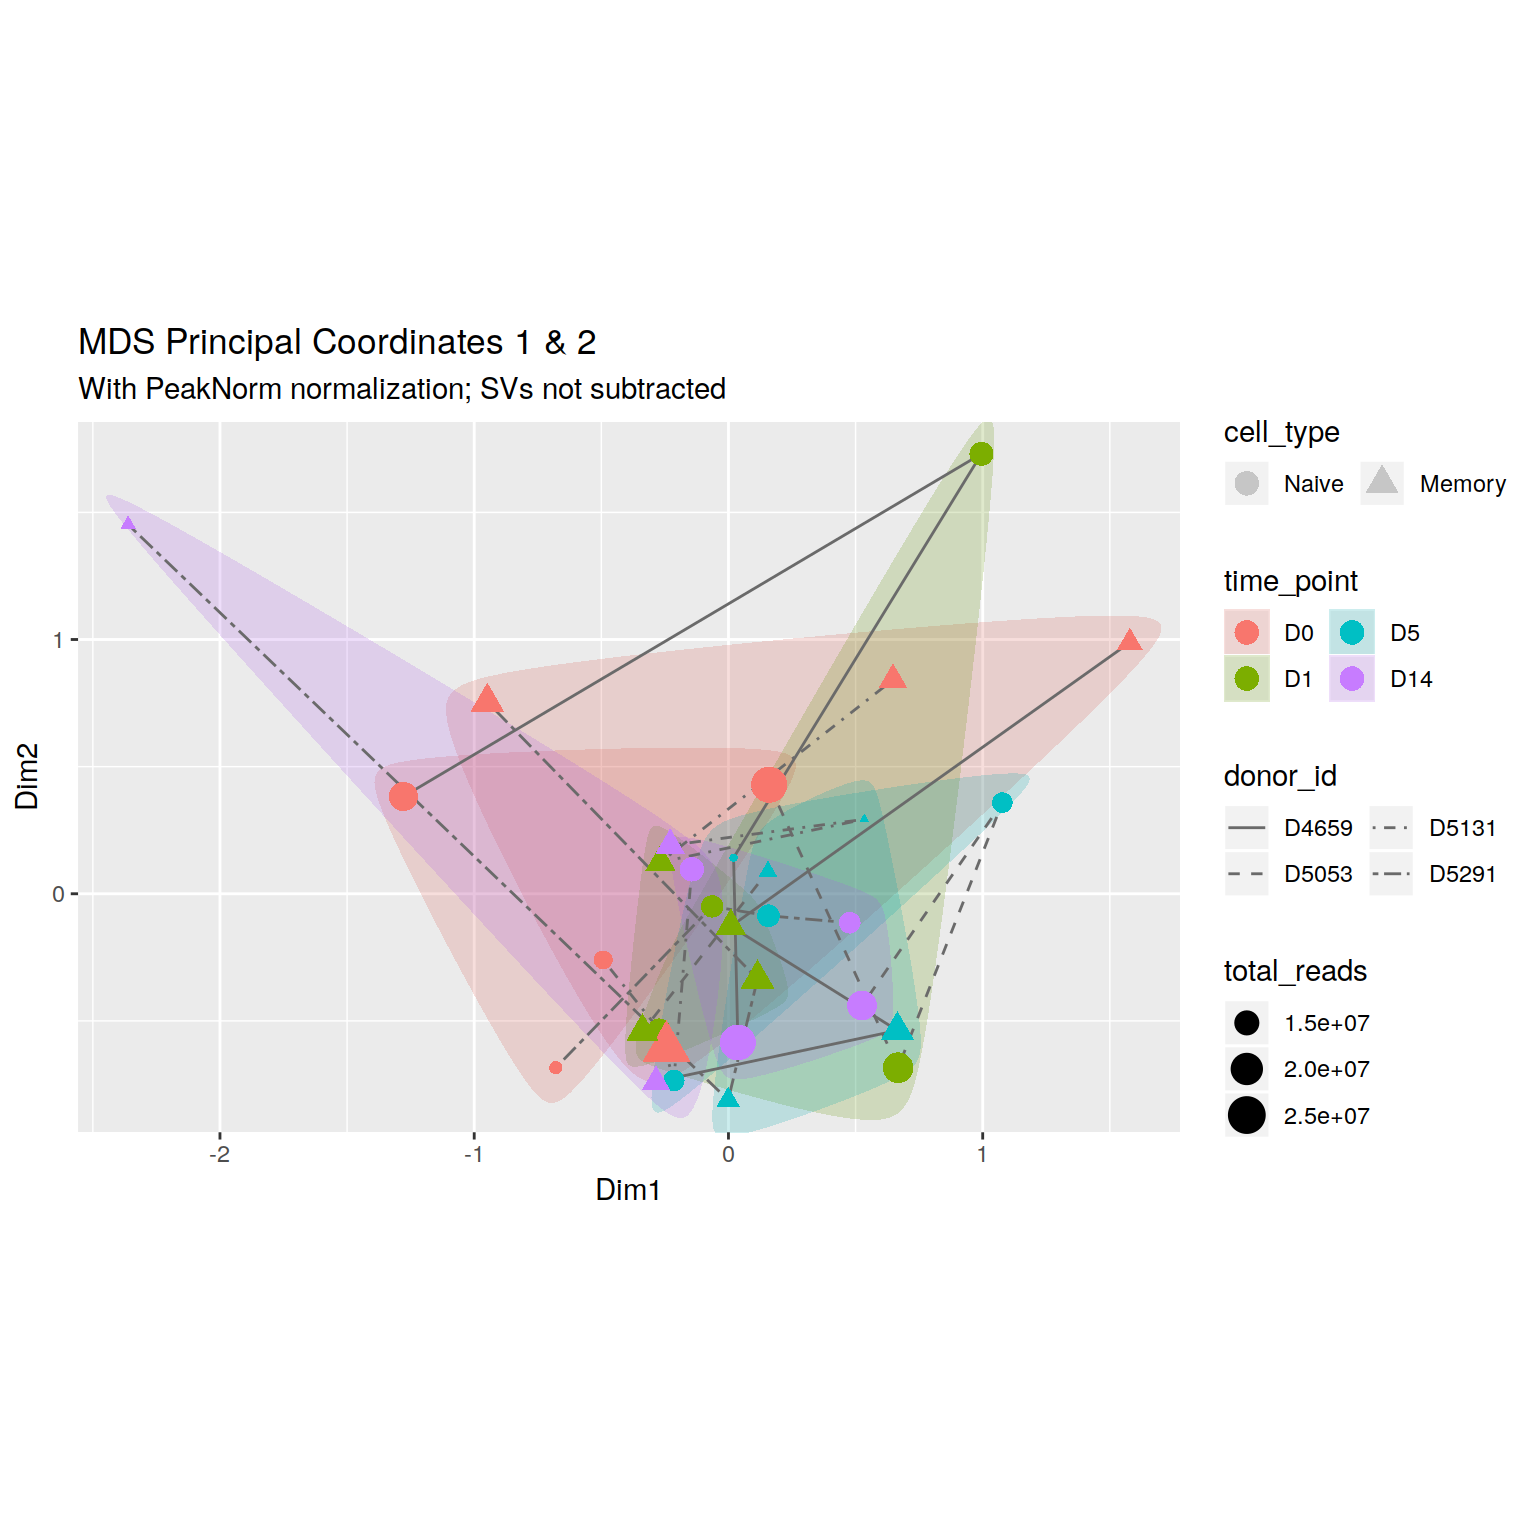 MDS Principal Coordinates 1 & 2
With PeakNorm normalization; SVs not subtracted
Dim2
1
0
-2
-1
0
1
Dim1
cell_type
Naive
Memory
time_point
D0
D5
D1
D14
donor_id
D4659
D5131
D5053
D5291
total_reads
1.5e+07
2.0e+07
2.5e+07